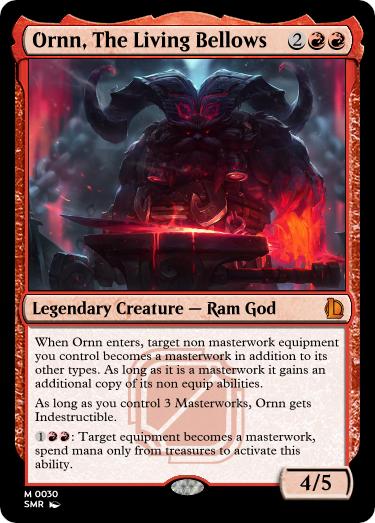 Ornn, The Living Bellows 2
Legendary Creature — Ram God
When Ornn enters, target non masterwork equipment
you control becomes a masterwork in addition to its
other types. As long as it is a masterwork it gains an
additional copy of its non equip abilities.
As long as you control 3 Masterworks, Ornn gets
Indestructible.
1: Target equipment becomes a masterwork,
spend mana only from treasures to activate this
ability.
4/5
M 0030
SMR